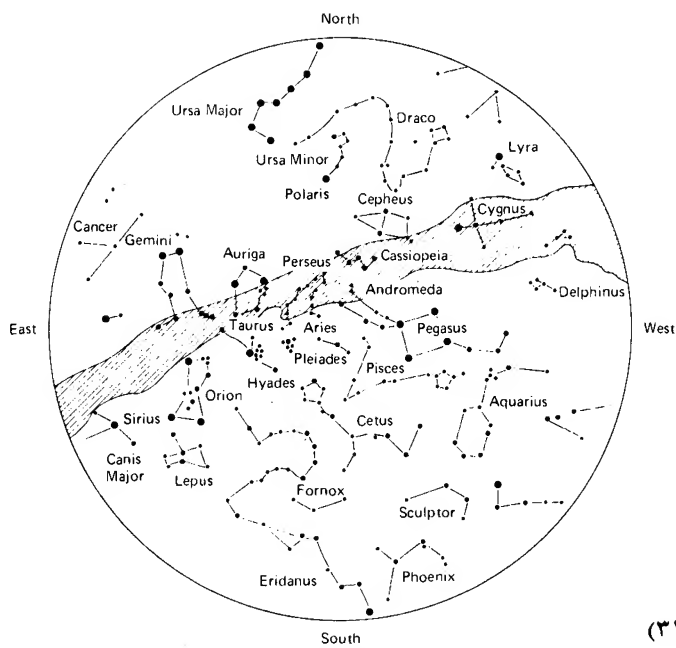 North
Ursa Major
Draco
Ursa Minor
Lyra
Polaris
Cepheus
Cygnus
Cancer
Gemini
Auriga
Perseus
Cassiopeia
Andromeda
Delphinus
East
Taurus
Aries
Pegasus
West
Pleiades
Pisces
Hyades
Orion
Aquarius
Sirius
Cetus
Canis
Major
Lepus
Fornox
Sculptor
Eridanus
Phoenix
South